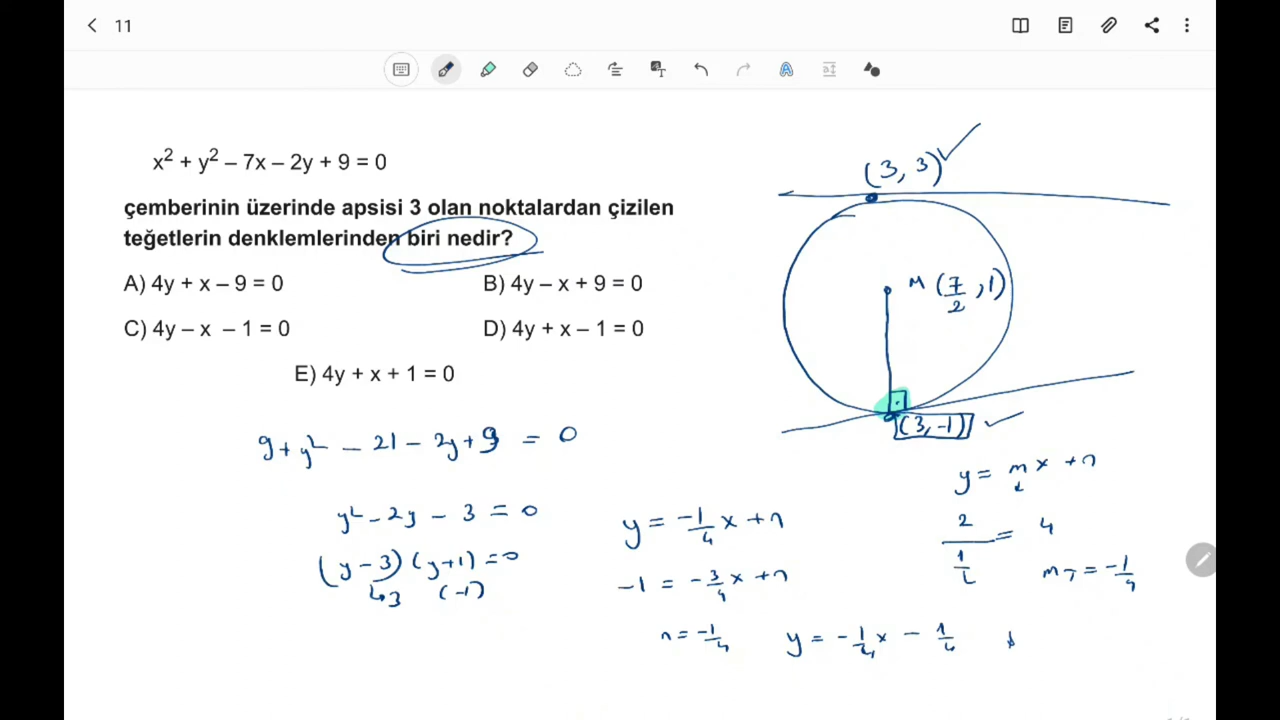 11
x² + y² – 7x – 2y + 9 = 0
çemberinin üzerinde apsisi 3 olan noktalardan çizilen
teğetlerin denklemlerinden biri nedir?
A) 4y + x – 9 = 0
B) 4y – x + 9 = 0
C) 4y – x – 1 = 0
D) 4y + x – 1 = 0
E) 4y + x + 1 = 0
(3, 3)
M (7/2, 1)
(3, -1)
9 + y² – 21 – 2y + 9 = 0
y² – 2y – 3 = 0
(y – 3) (y + 1) = 0
3 (-1)
y = -1/4 x + n
-1 = -3/4 x + n
n = -1/4
y = -1/4 x – 1/4
y = mx + n
2 / (1/2) = 4
m_T = -1/4